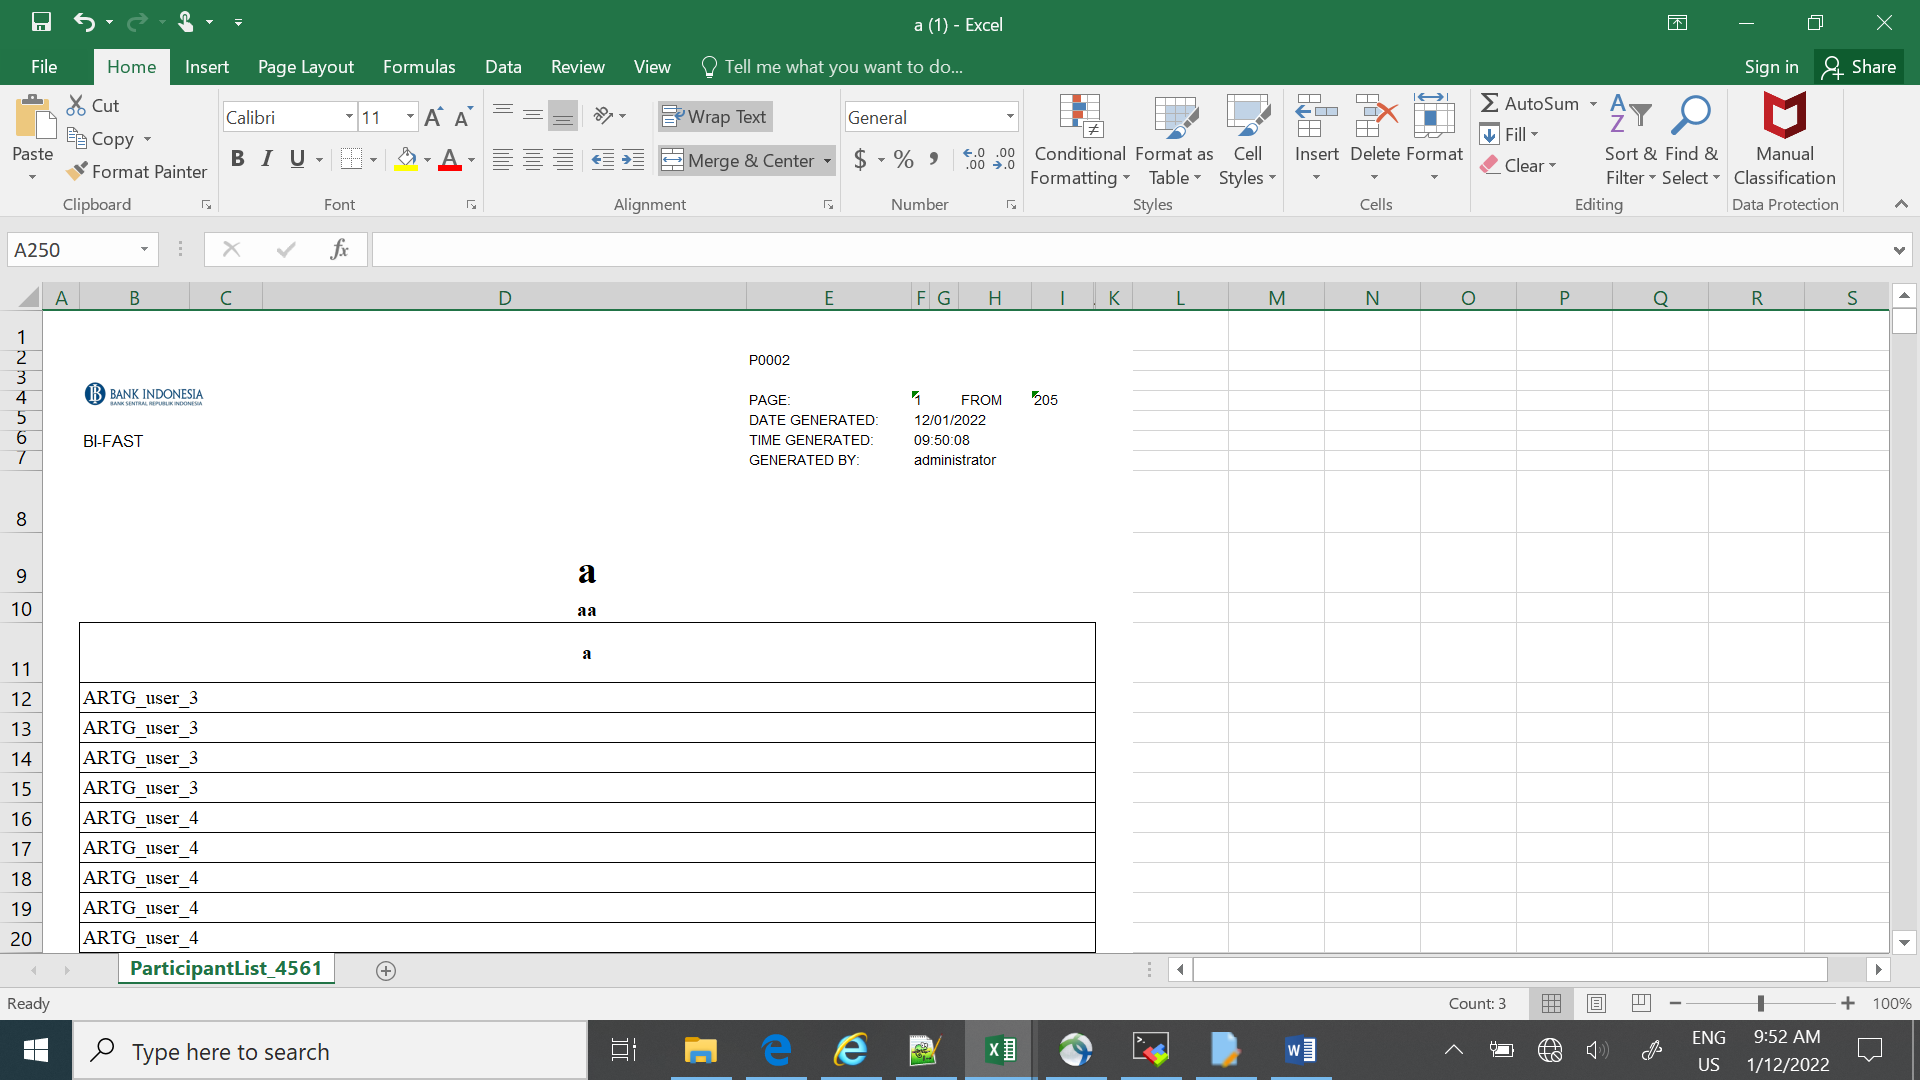 a (1) - Excel
File Home Insert Page Layout Formulas Data Review View Tell me what you want to do... Sign in Share
Paste
Cut
Copy
Format Painter
Clipboard
Calibri 11
B I U A
Font
Wrap Text
Merge & Center
Alignment
General
$ % ,
Number
Conditional Formatting
Format as Table
Cell Styles
Styles
Insert
Delete
Format
Cells
AutoSum
Fill
Clear
Sort & Filter
Find & Select
Editing
Manual Classification
Data Protection
A250 fx
A B C D E F G H I K L M N O P Q R S
1
2 P0002
3
4 BANK INDONESIA PAGE: 1 FROM 205
BANK SENTRAL REPUBLIK INDONESIA
5 DATE GENERATED: 12/01/2022
6 BI-FAST TIME GENERATED: 09:50:08
7 GENERATED BY: administrator
8
9 a
10 aa
11 a
12 ARTG_user_3
13 ARTG_user_3
14 ARTG_user_3
15 ARTG_user_3
16 ARTG_user_4
17 ARTG_user_4
18 ARTG_user_4
19 ARTG_user_4
20 ARTG_user_4
ParticipantList_4561
Ready Count: 3 100%
Type here to search
ENG 9:52 AM
US 1/12/2022